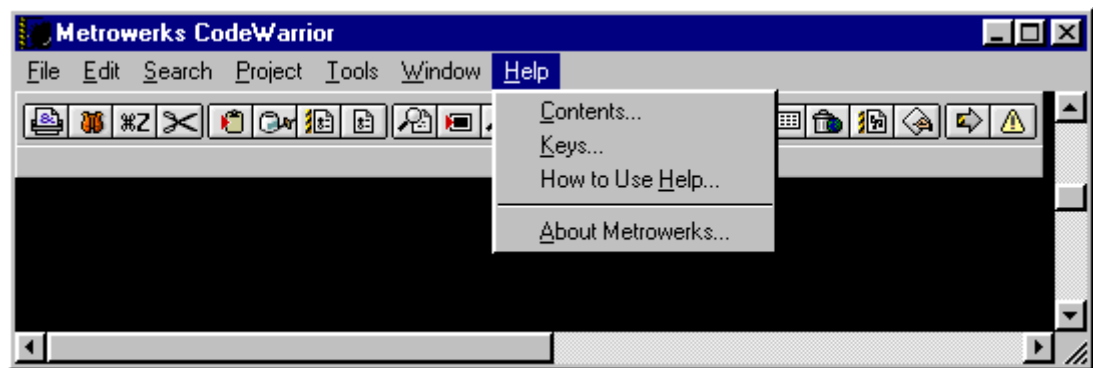 Metrowerks CodeWarrior
File Edit Search Project Tools Window Help
⌘Z
Contents...
Keys...
How to Use Help...
About Metrowerks...